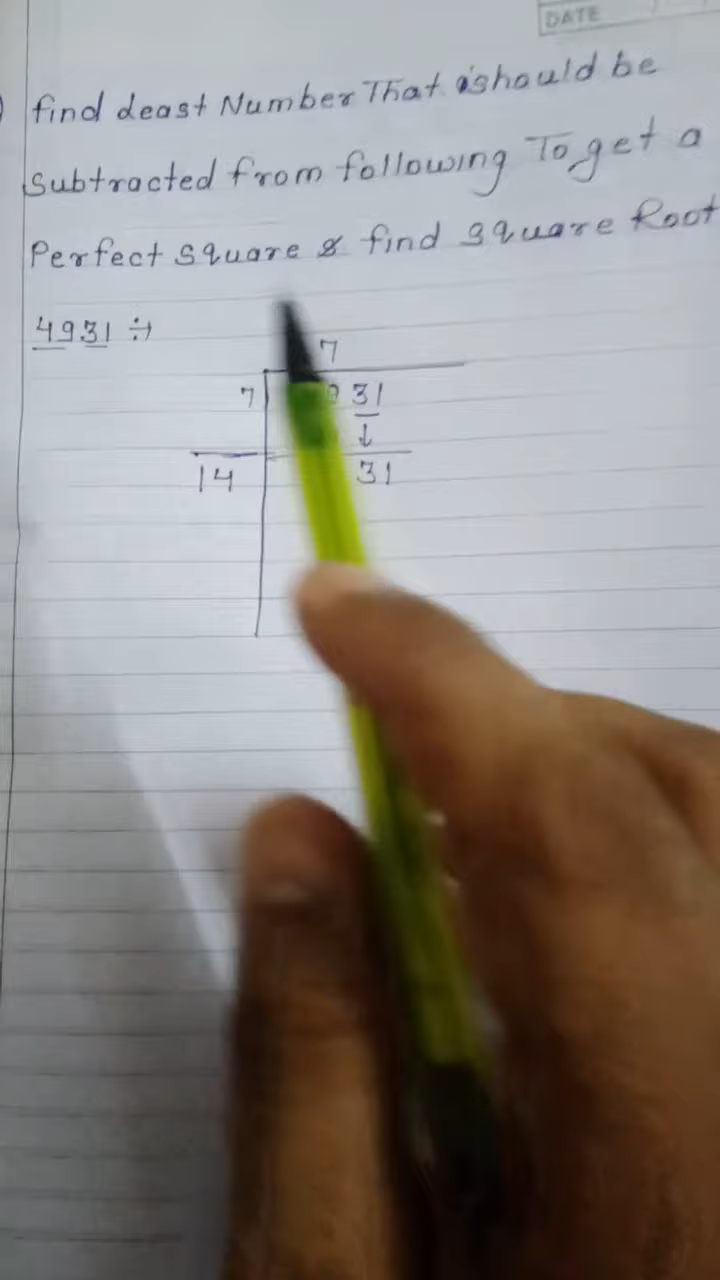 DATE
find least Number That should be
Subtracted from following To get a
Perfect square & find square Root
4931 ÷
7
7 31
↓
14 31